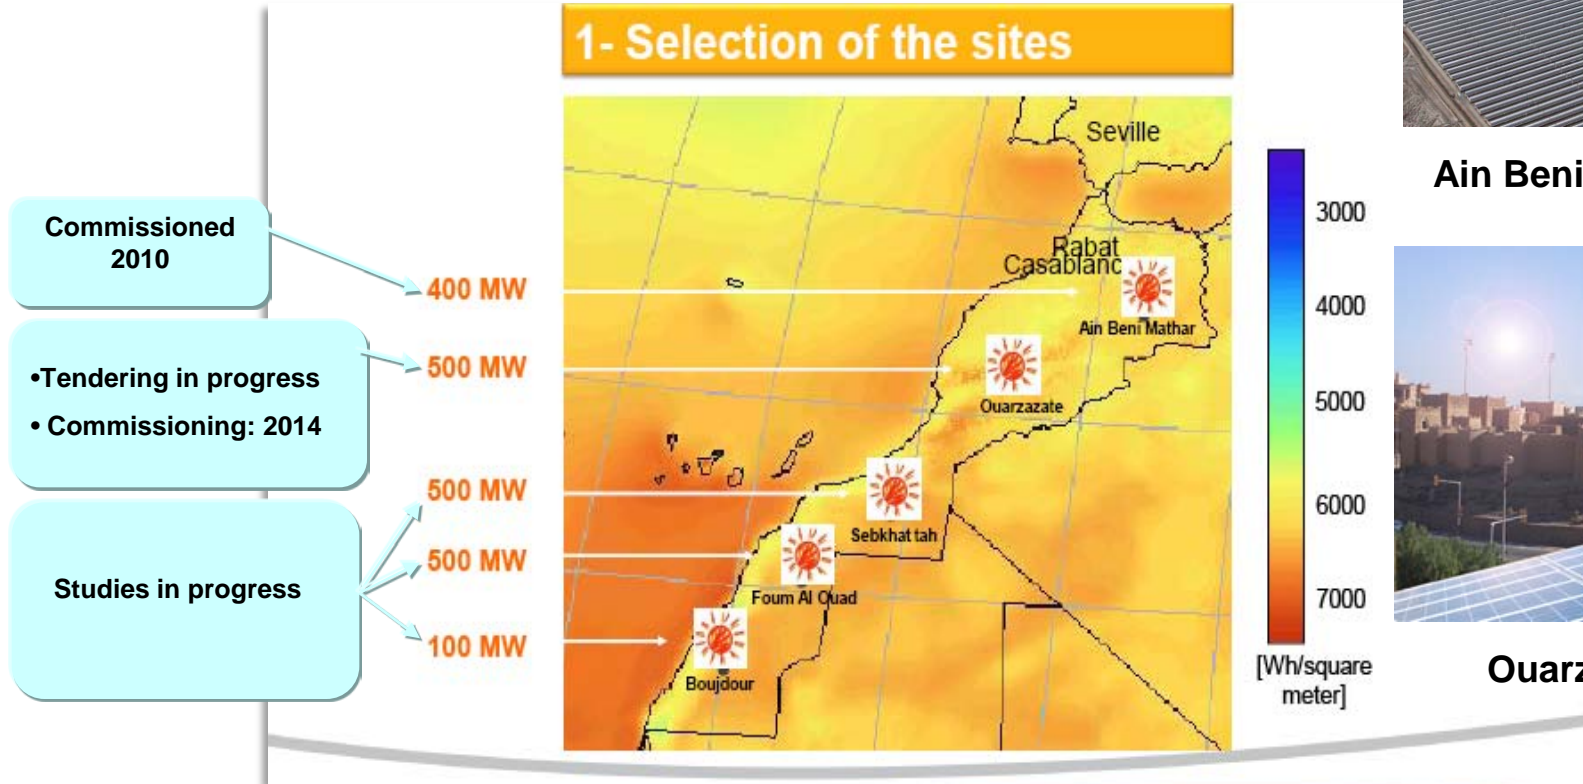 1- Selection of the sites
Commissioned
2010
•Tendering in progress
• Commissioning: 2014
Studies in progress
400 MW
500 MW
500 MW
500 MW
100 MW
Seville
Rabat
Casablanc
Ain Beni Mathar
Ouarzazate
Sebkhat tah
Foum Al Quad
Boujdour
3000
4000
5000
6000
7000
[Wh/square
meter]
Ain Beni
Ouarz